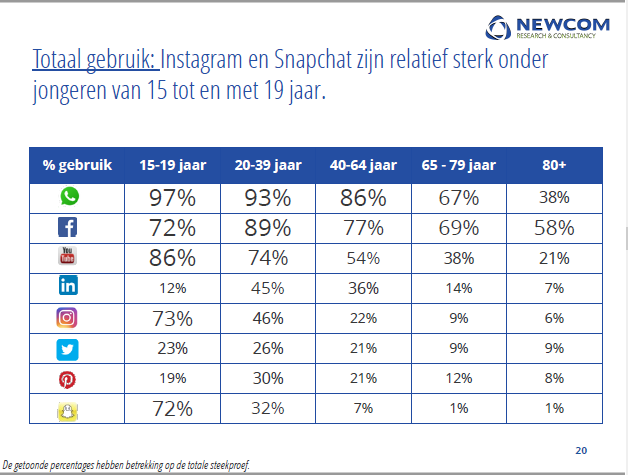 NEWCOM
RESEARCH & CONSULTANCY
Totaal gebruik: Instagram en Snapchat zijn relatief sterk onder
jongeren van 15 tot en met 19 jaar.
% gebruik 15-19 jaar 20-39 jaar 40-64 jaar 65 - 79 jaar 80+
97% 93% 86% 67% 38%
72% 89% 77% 69% 58%
You Tube 86% 74% 54% 38% 21%
in 12% 45% 36% 14% 7%
73% 46% 22% 9% 6%
23% 26% 21% 9% 9%
19% 30% 21% 12% 8%
72% 32% 7% 1% 1%
20
De getoonde percentages hebben betrekking op de totale steekproef.